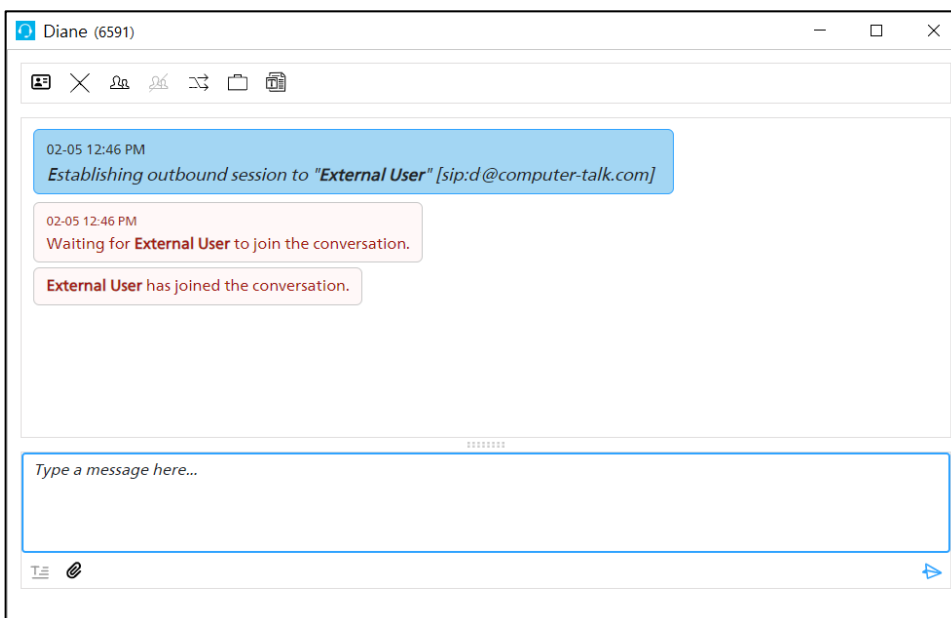 Diane (6591)
02-05 12:46 PM
Establishing outbound session to "External User" [sip:d@computer-talk.com]
02-05 12:46 PM
Waiting for External User to join the conversation.
External User has joined the conversation.
Type a message here...